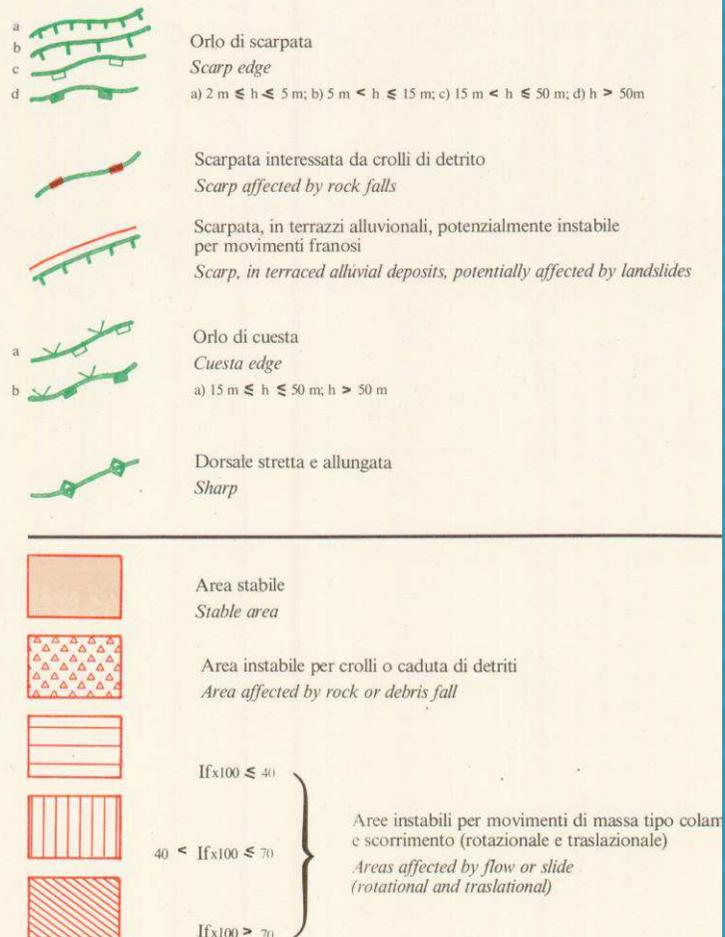 a
b
c
d
Orlo di scarpata
Scarp edge
a) 2 m ≤ h ≤ 5 m; b) 5 m < h ≤ 15 m; c) 15 m < h ≤ 50 m; d) h > 50m
Scarpata interessata da crolli di detrito
Scarp affected by rock falls
Scarpata, in terrazzi alluvionali, potenzialmente instabile
per movimenti franosi
Scarp, in terraced alluvial deposits, potentially affected by landslides
a
b
Orlo di cuesta
Cuesta edge
a) 15 m ≤ h ≤ 50 m; h > 50 m
Dorsale stretta e allungata
Sharp
Area stabile
Stable area
Area instabile per crolli o caduta di detriti
Area affected by rock or debris fall
Ifx100 ≤ 40
40 < Ifx100 ≤ 70
Ifx100 > 70
Aree instabili per movimenti di massa tipo colam
e scorrimento (rotazionale e traslazionale)
Areas affected by flow or slide
(rotational and traslational)